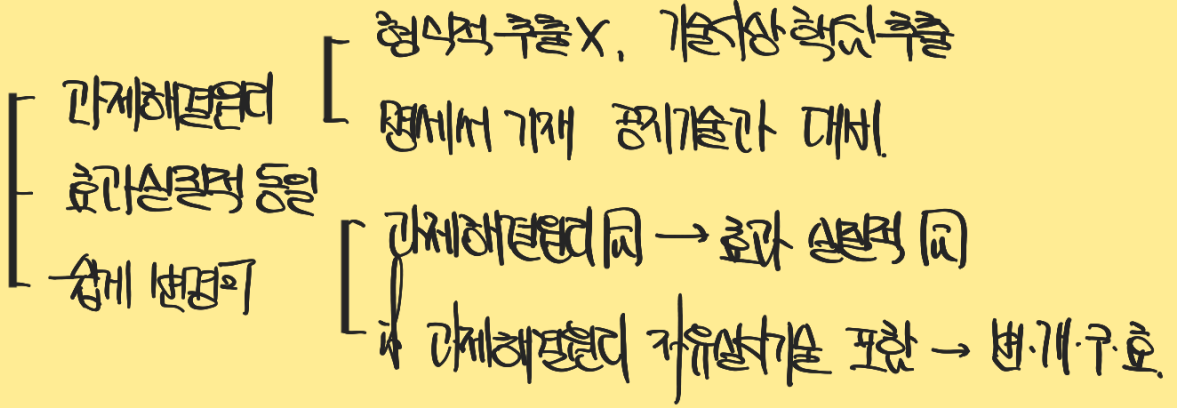 형식적 추출X, 기술사상 핵심 추출
과제해결원리
명세서 기재 공지기술과 대비.
효과 실질적 동일
과제해결원리 同 → 효과 실질적 同
쉽게 변경
if 과제해결원리 자유실시기술 포함 → 변·개·구·효.